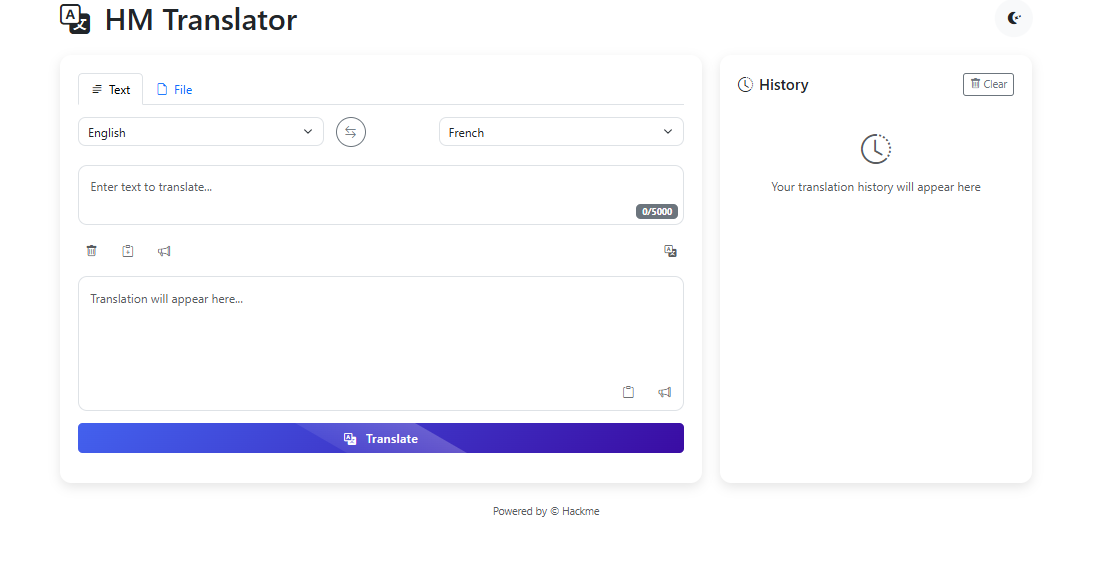 HM Translator
Text
File
History
Clear
English
French
Enter text to translate...
0/5000
Your translation history will appear here
Translation will appear here...
Translate
Powered by © Hackme